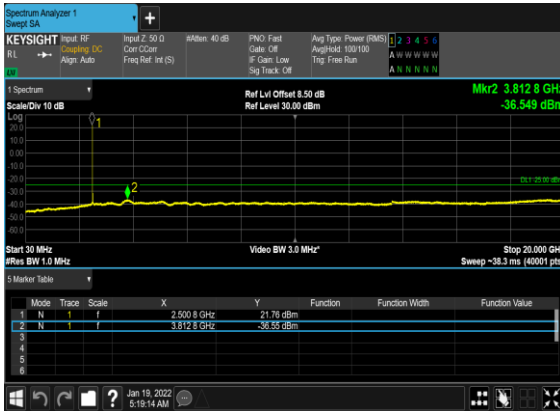 Spectrum Analyzer 1
Swept SA
KEYSIGHT Input: RF Input Z: 50 Ω #Atten: 40 dB PNO: Fast Avg Type: Power (RMS) 1 2 3 4 5 6
RL Coupling: DC Corr CCorr Gate: Off Avg|Hold: 100/100 A W W W W W
Align: Auto Freq Ref: Int (S) IF Gain: Low Trig: Free Run
Sig Track: Off A N N N N N
1 Spectrum Ref Lvl Offset 8.50 dB Mkr2 3.812 8 GHz
Scale/Div 10 dB Ref Level 30.00 dBm -36.549 dBm
Log
1
20.0
10.0
0.00
-10.0
-20.0
DL1 -25.00 dBm
-30.0
2
-40.0
-50.0
-60.0
Start 30 MHz Video BW 3.0 MHz* Stop 20.000 GHz
#Res BW 1.0 MHz Sweep ~38.3 ms (40001 pts)
5 Marker Table
Mode Trace Scale X Y Function Function Width Function Value
1 N 1 f 2.500 8 GHz 21.76 dBm
2 N 1 f 3.812 8 GHz -36.55 dBm
3
4
5
6
? Jan 19, 2022
5:19:14 AM